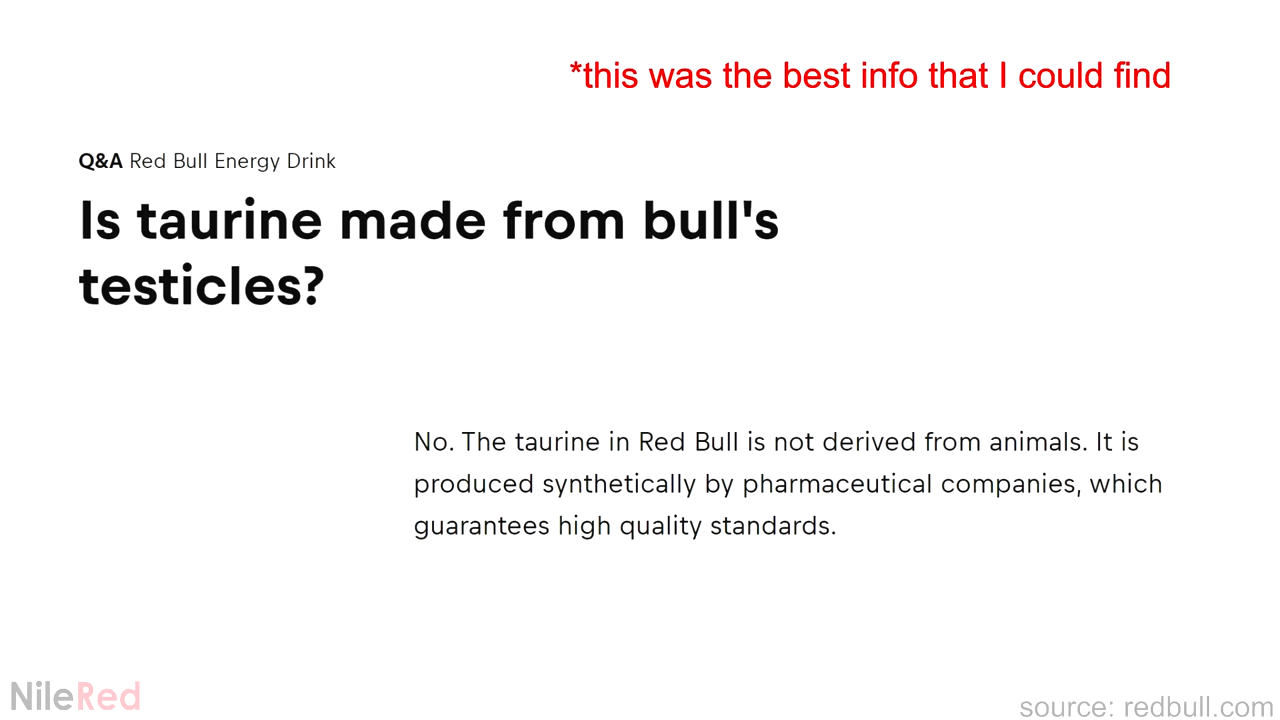 *this was the best info that I could find
Q&A Red Bull Energy Drink
Is taurine made from bull's
testicles?
No. The taurine in Red Bull is not derived from animals. It is
produced synthetically by pharmaceutical companies, which
guarantees high quality standards.
NileRed
source: redbull.com